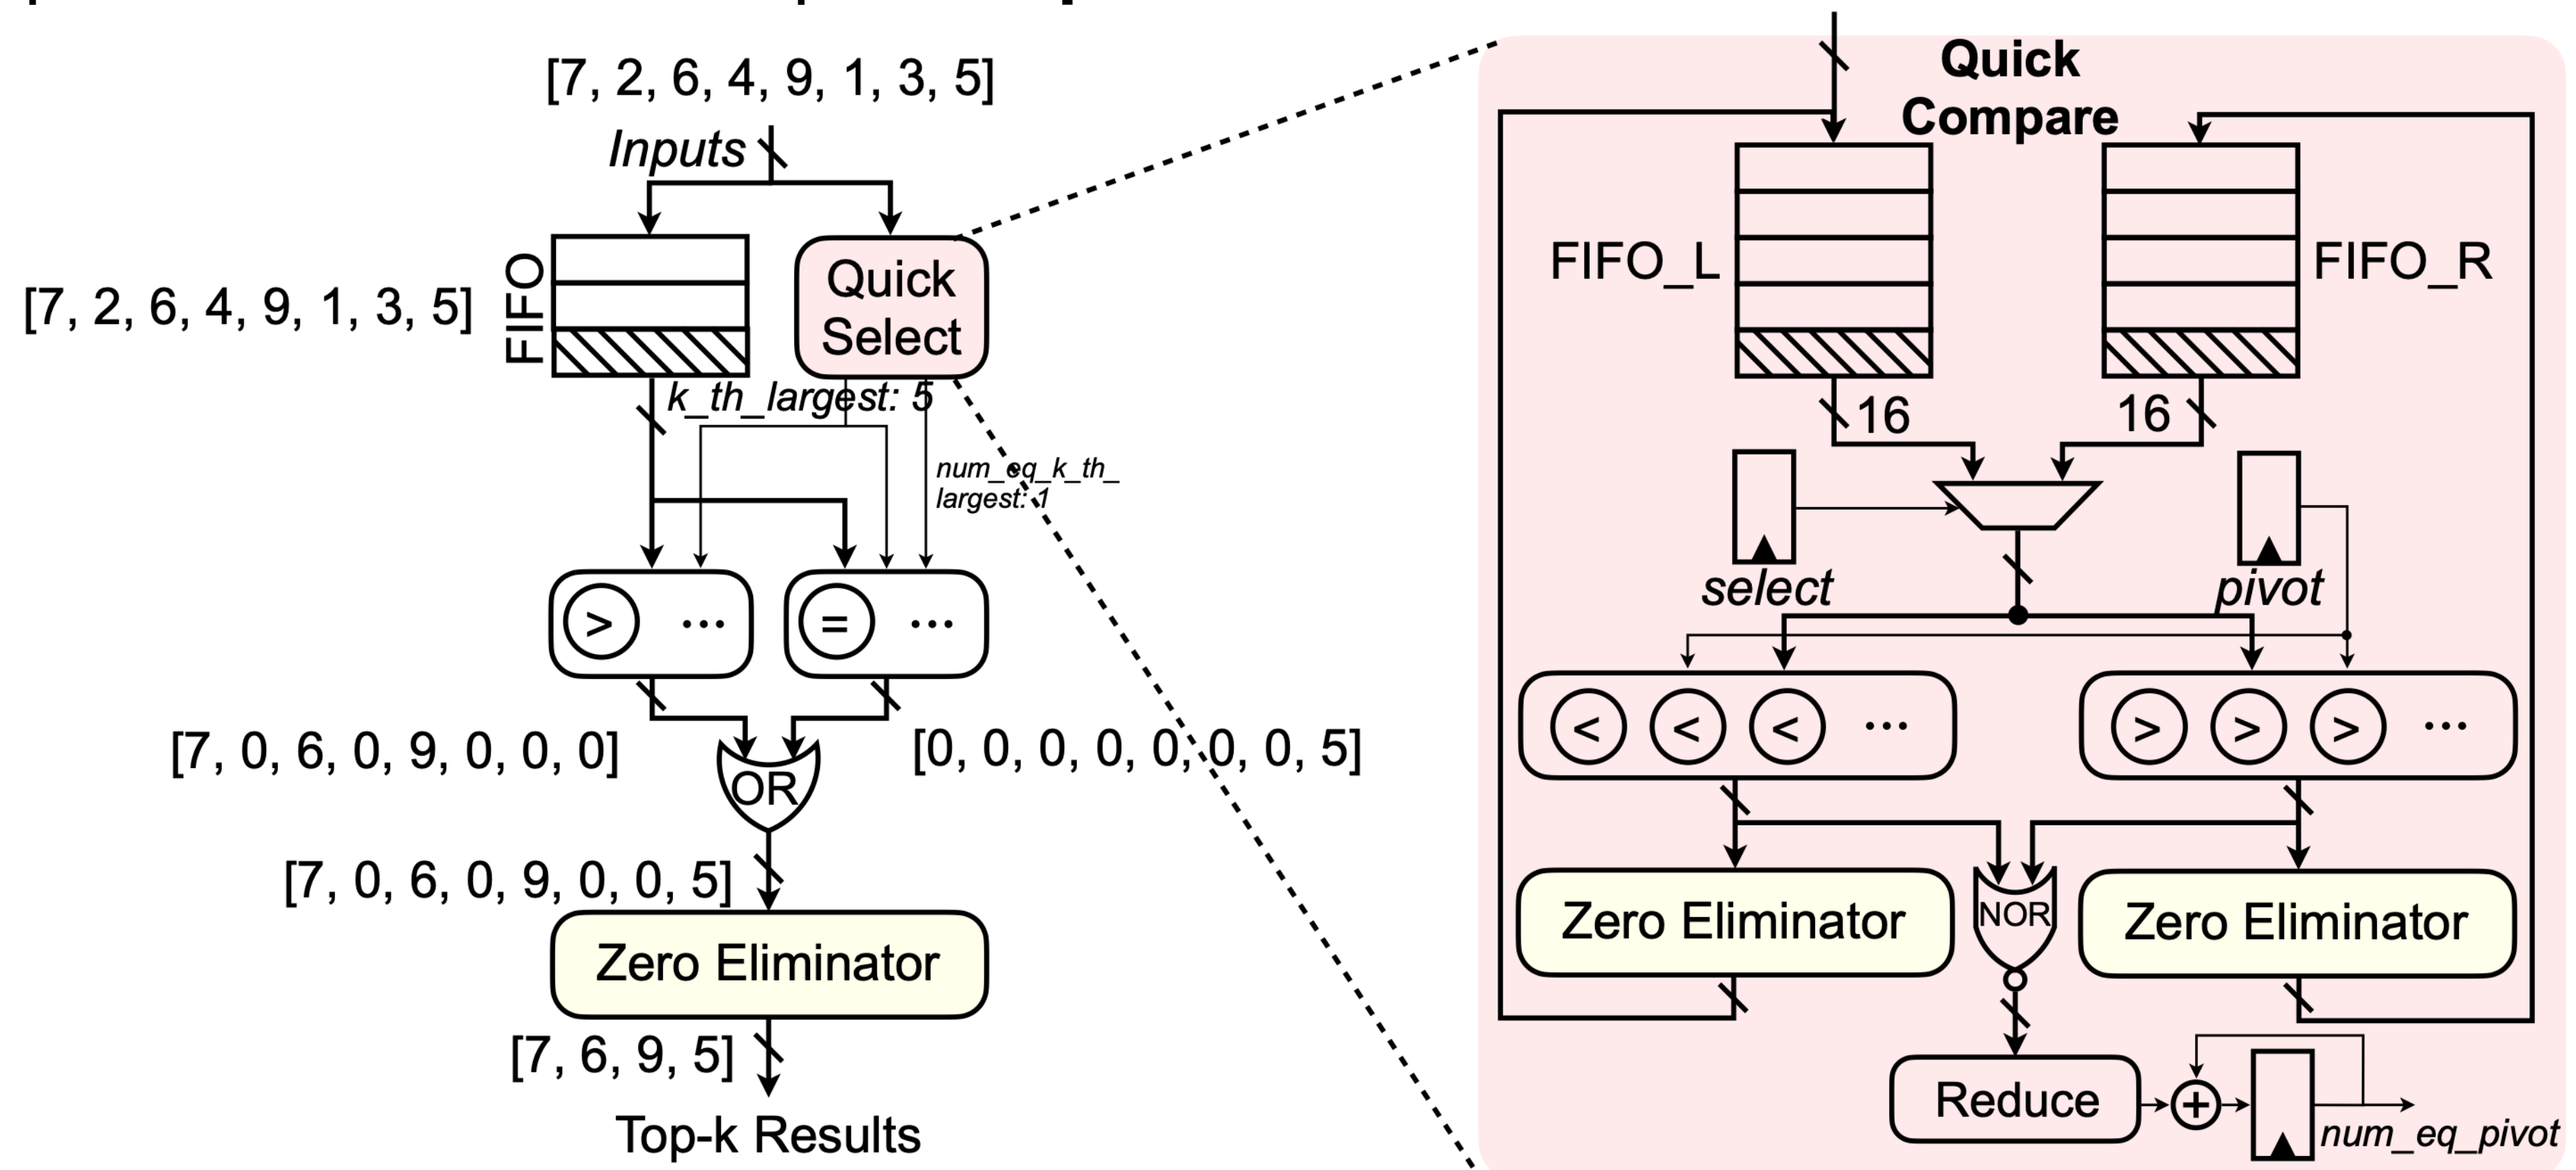 [7, 2, 6, 4, 9, 1, 3, 5]
Inputs
FIFO
[7, 2, 6, 4, 9, 1, 3, 5]
Quick
Select
k_th_largest: 5
num_eq_k_th_
largest: 1
>
...
=
...
[7, 0, 6, 0, 9, 0, 0, 0]
[0, 0, 0, 0, 0, 0, 0, 5]
OR
[7, 0, 6, 0, 9, 0, 0, 5]
Zero Eliminator
[7, 6, 9, 5]
Top-k Results
Quick
Compare
FIFO_L
FIFO_R
16
16
select
pivot
< < < ...
> > > ...
Zero Eliminator
NOR
Zero Eliminator
Reduce
+
num_eq_pivot